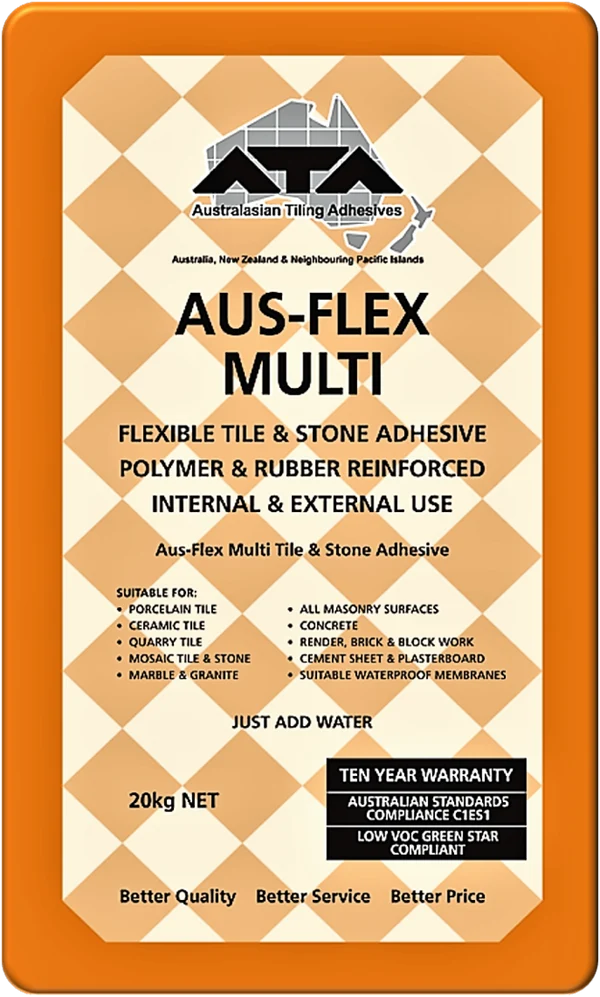 ATA
Australasian Tiling Adhesives
Australia, New Zealand & Neighbouring Pacific Islands
AUS-FLEX
MULTI
FLEXIBLE TILE & STONE ADHESIVE
POLYMER & RUBBER REINFORCED
INTERNAL & EXTERNAL USE
Aus-Flex Multi Tile & Stone Adhesive
SUITABLE FOR:
• PORCELAIN TILE
• CERAMIC TILE
• QUARRY TILE
• MOSAIC TILE & STONE
• MARBLE & GRANITE
• ALL MASONRY SURFACES
• CONCRETE
• RENDER, BRICK & BLOCK WORK
• CEMENT SHEET & PLASTERBOARD
• SUITABLE WATERPROOF MEMBRANES
JUST ADD WATER
20kg NET
TEN YEAR WARRANTY
AUSTRALIAN STANDARDS
COMPLIANCE C1ES1
LOW VOC GREEN STAR
COMPLIANT
Better Quality Better Service Better Price